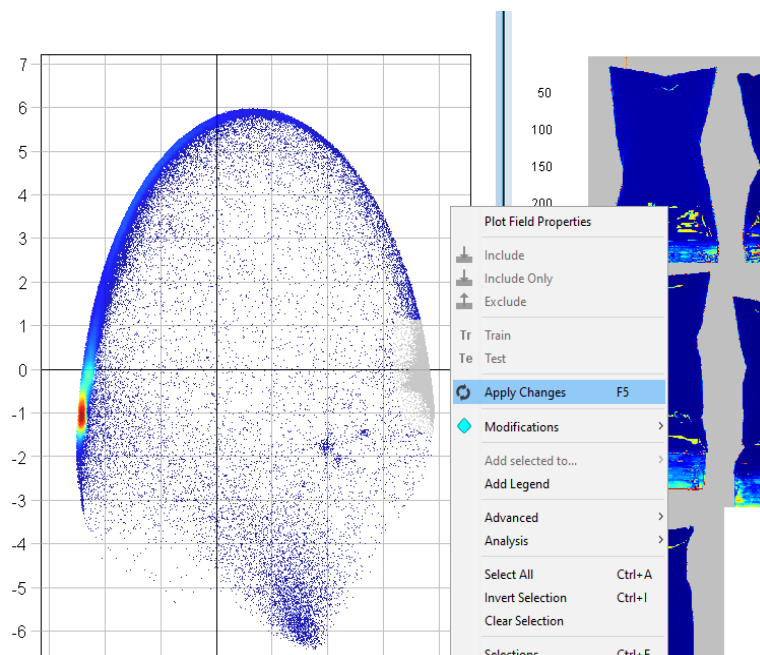 7
6
5
4
3
2
1
0
-1
-2
-3
-4
-5
-6
50
100
150
200
Plot Field Properties
Include
Include Only
Exclude
Tr Train
Te Test
Apply Changes F5
Modifications
Add selected to...
Add Legend
Advanced
Analysis
Select All Ctrl+A
Invert Selection Ctrl+I
Clear Selection
Selections Ctrl+F